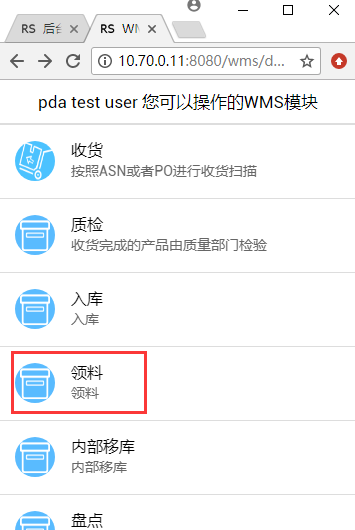 RS 后台
RS WM
10.70.0.11:8080/wms/d...
pda test user 您可以操作的WMS模块
收货
按照ASN或者PO进行收货扫描
质检
收货完成的产品由质量部门检验
入库
入库
领料
领料
内部移库
内部移库
盘点